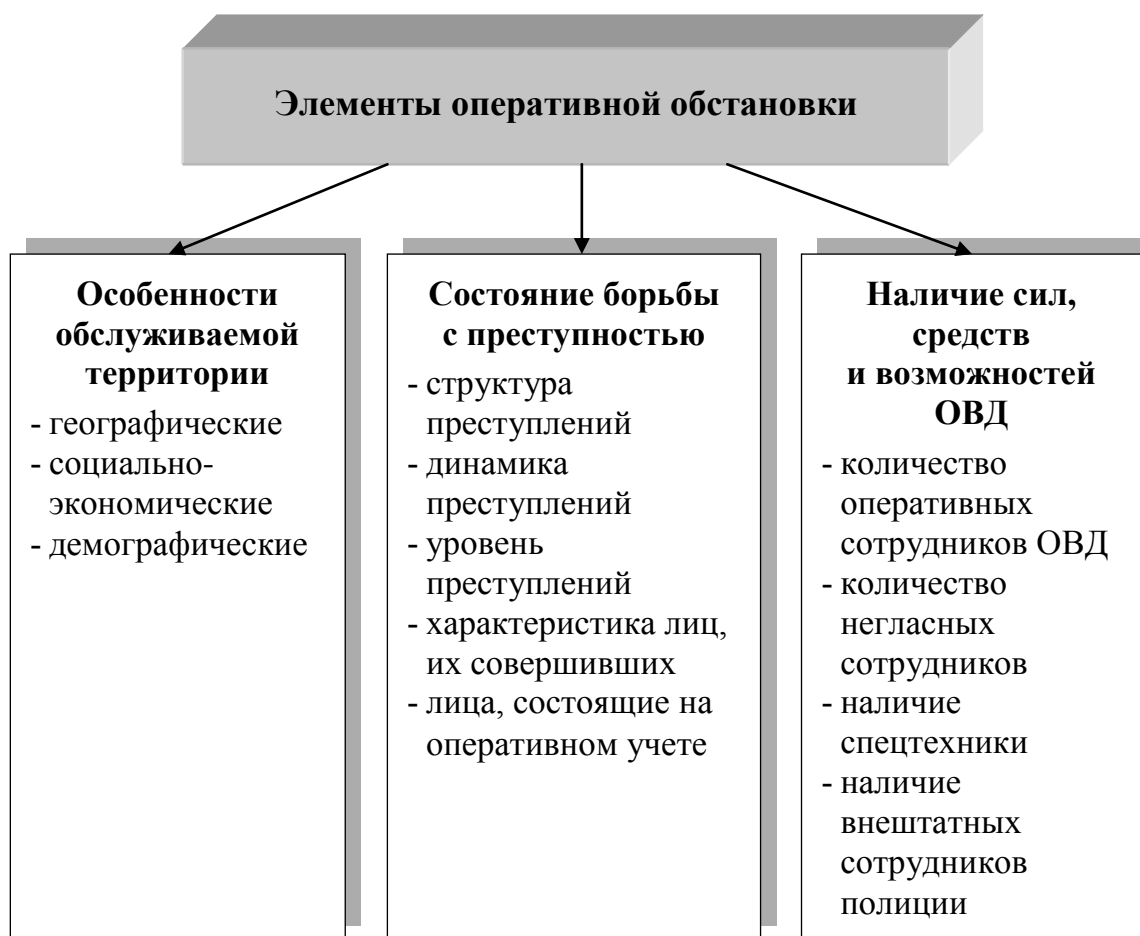 Элементы оперативной обстановки
Особенности
обслуживаемой
территории
- географические
- социально-
экономические
- демографические
Состояние борьбы
с преступностью
- структура
преступлений
- динамика
преступлений
- уровень
преступлений
- характеристика лиц,
их совершивших
- лица, состоящие на
оперативном учете
Наличие сил,
средств
и возможностей
ОВД
- количество
оперативных
сотрудников ОВД
- количество
негласных
сотрудников
- наличие
спецтехники
- наличие
внештатных
сотрудников
полиции